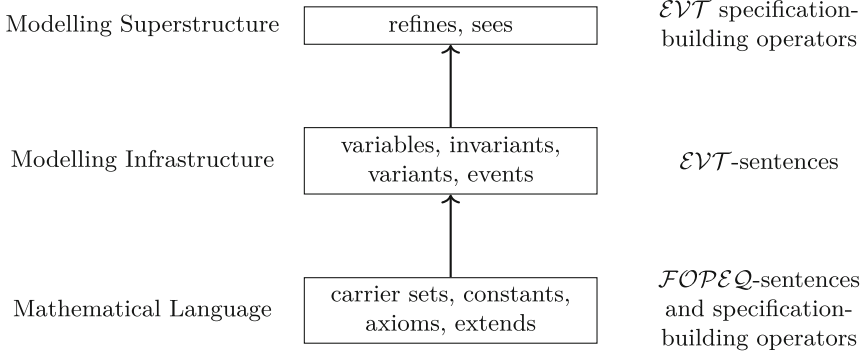 Modelling Superstructure
refines, sees
ℰ𝒱𝒯 specification-
building operators
Modelling Infrastructure
variables, invariants,
variants, events
ℰ𝒱𝒯-sentences
Mathematical Language
carrier sets, constants,
axioms, extends
ℱ𝒪𝒫ℰ𝒬-sentences
and specification-
building operators